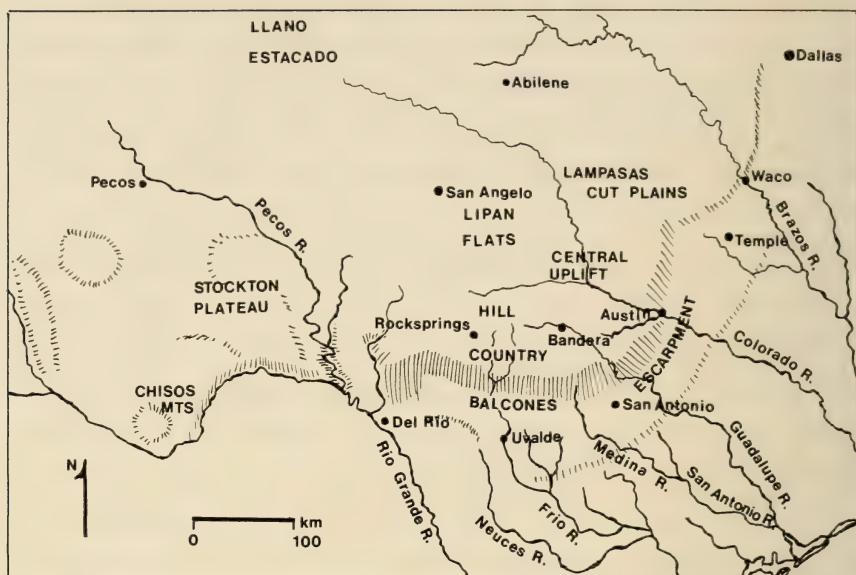 LLANO
ESTACADO
Dallas
Abilene
LAMPASAS
CUT PLAINS
Waco
Pecos
San Angelo
LIPAN
FLATS
Pecos R.
Brazos R.
Temple
CENTRAL
UPLIFT
STOCKTON
PLATEAU
HILL
COUNTRY
Austin
Rocksprings
Bandera
ESCARPMENT
Colorado R.
CHISOS
MTS
BALCONES
San Antonio
Del Rio
Uvalde
Medina R.
Guadalupe R.
San Antonio R.
Rio Grande R.
Frio R.
Neuces R.
N
km
0
100